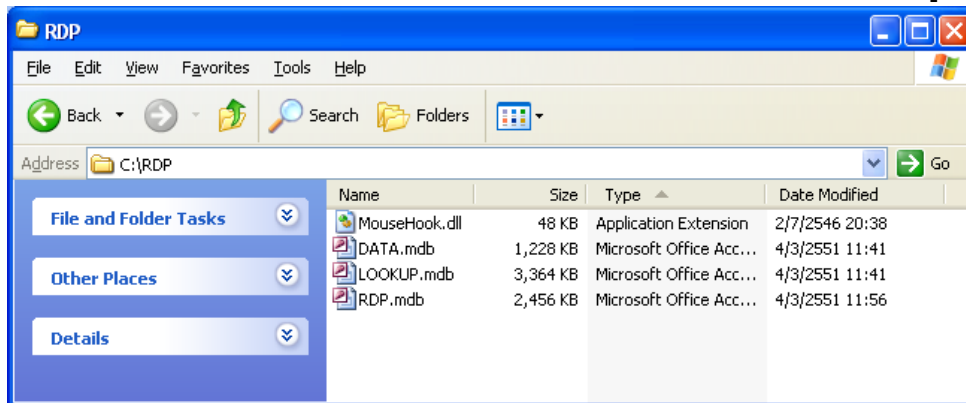 RDP
File Edit View Favorites Tools Help
Back Search Folders
Address C:\RDP Go
Name Size Type Date Modified
File and Folder Tasks
Other Places
Details
MouseHook.dll 48 KB Application Extension 2/7/2546 20:38
DATA.mdb 1,228 KB Microsoft Office Acc... 4/3/2551 11:41
LOOKUP.mdb 3,364 KB Microsoft Office Acc... 4/3/2551 11:41
RDP.mdb 2,456 KB Microsoft Office Acc... 4/3/2551 11:56